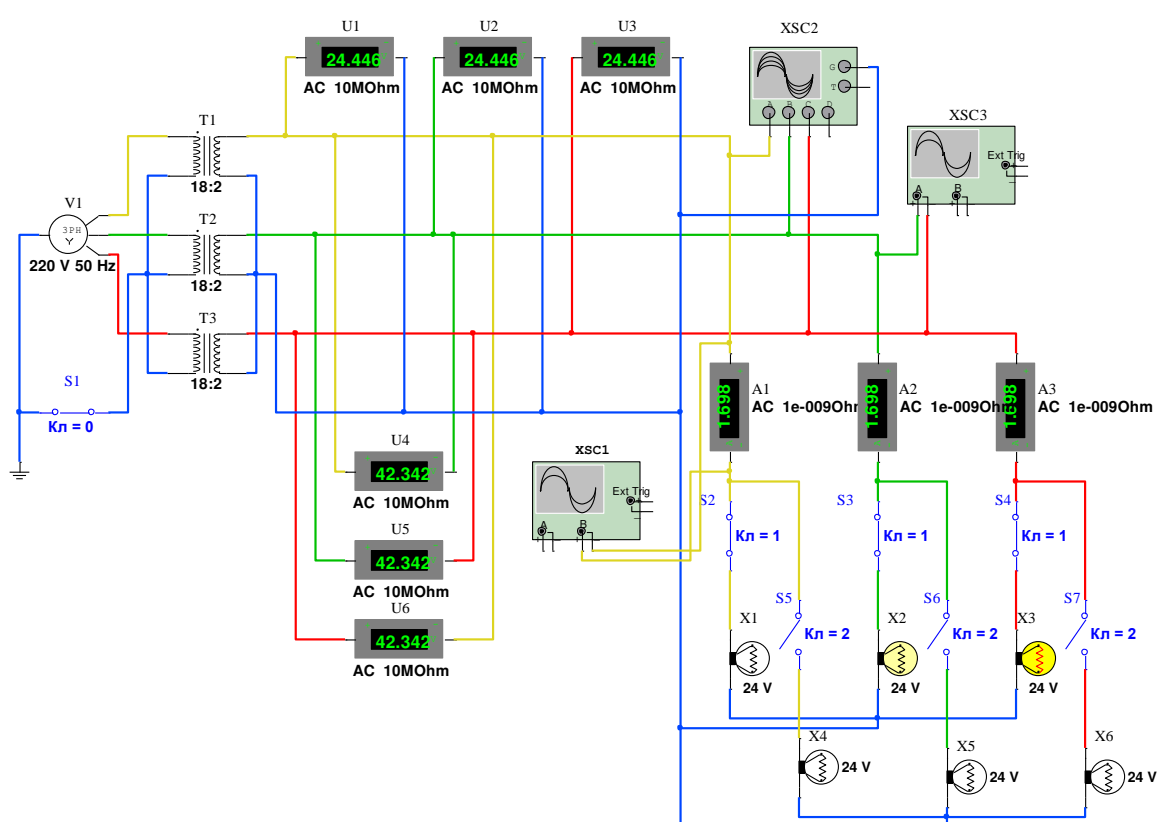 U1
U2
U3
XSC2
24.446
24.446
24.446
AC 10MOhm
AC 10MOhm
AC 10MOhm
G
T
A B C D
XSC3
Ext Trig
A
B
T1
18:2
V1
3PH
Y
220 V 50 Hz
T2
18:2
T3
18:2
S1
Кл = 0
A1
AC 1e-009Ohm
1.698
A2
AC 1e-009Ohm
1.698
A3
AC 1e-009Ohm
1.698
U4
42.342
AC 10MOhm
U5
42.342
AC 10MOhm
U6
42.342
AC 10MOhm
XSC1
Ext Trig
A
B
S2
Кл = 1
S3
Кл = 1
S4
Кл = 1
S5
Кл = 2
S6
Кл = 2
S7
Кл = 2
X1
24 V
X2
24 V
X3
24 V
X4
24 V
X5
24 V
X6
24 V